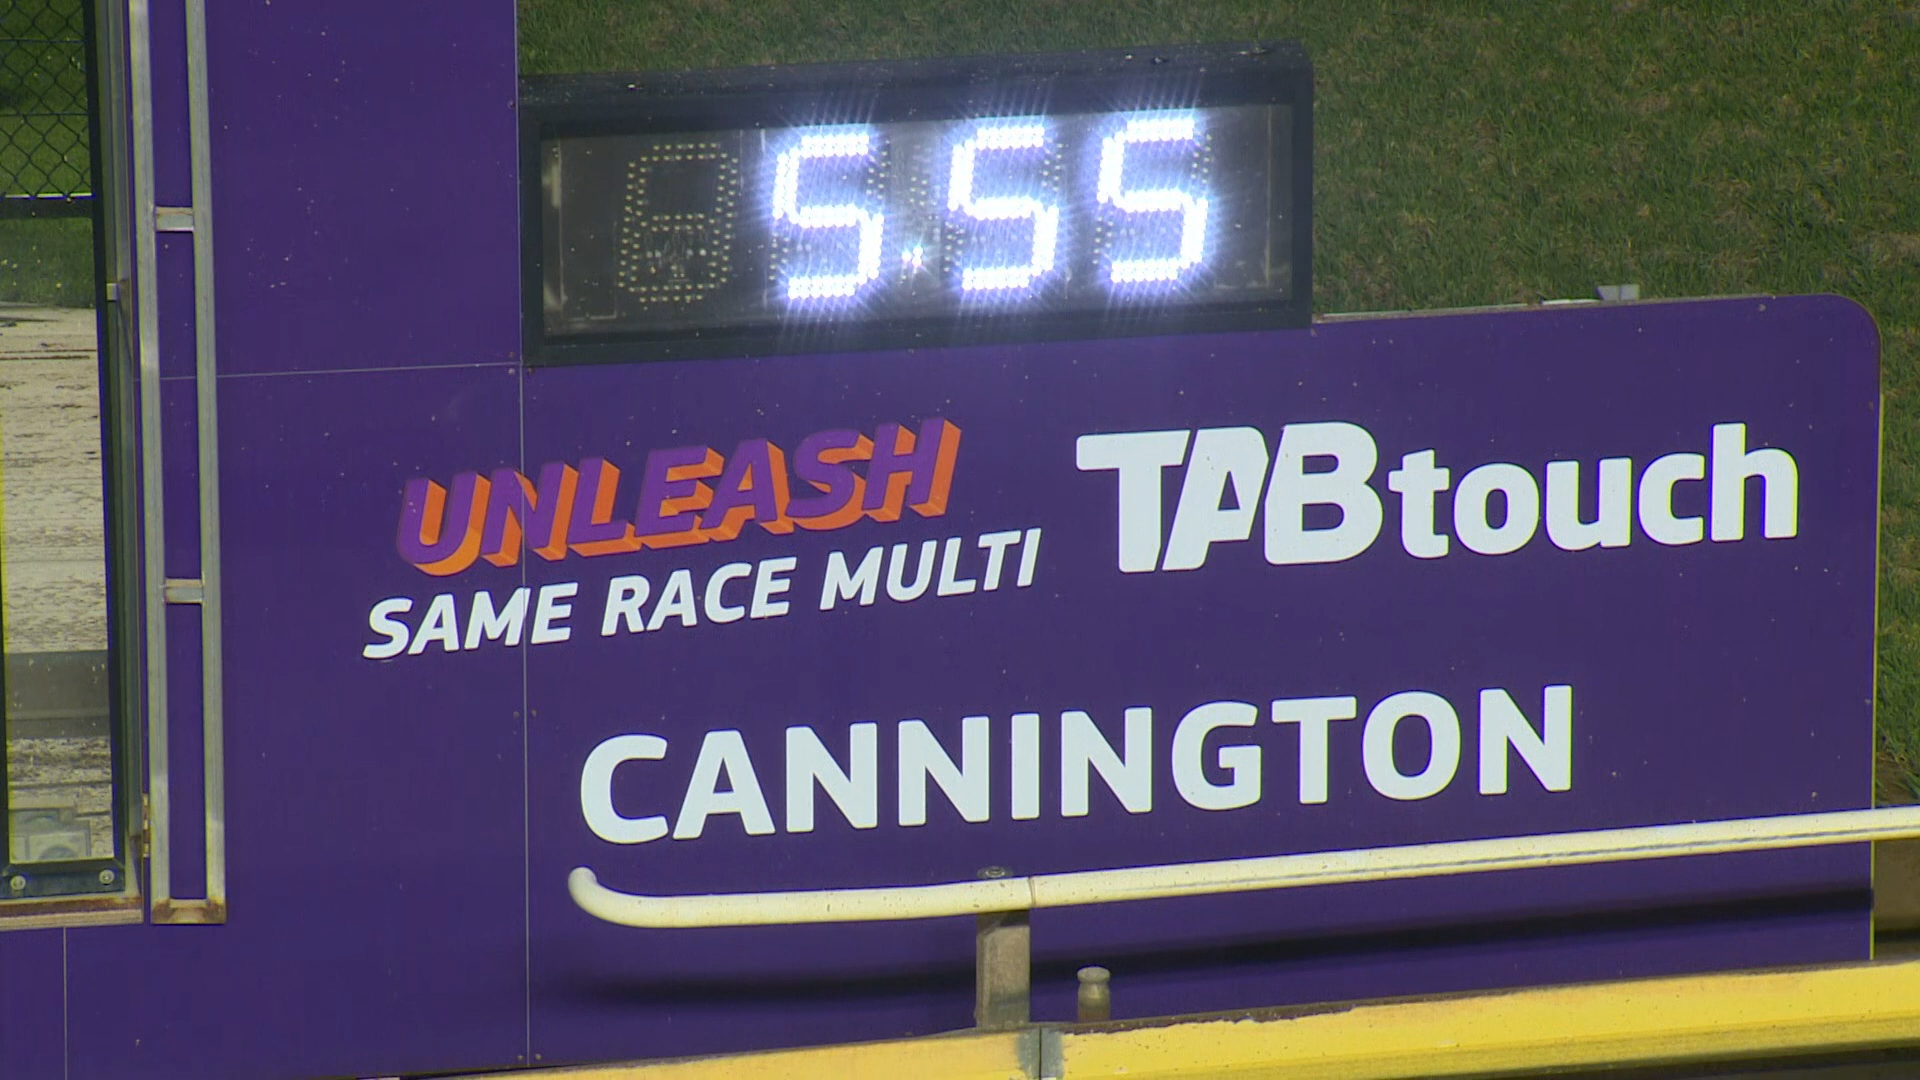 5.55
UNLEASH
SAME RACE MULTI
TABtouch
CANNINGTON